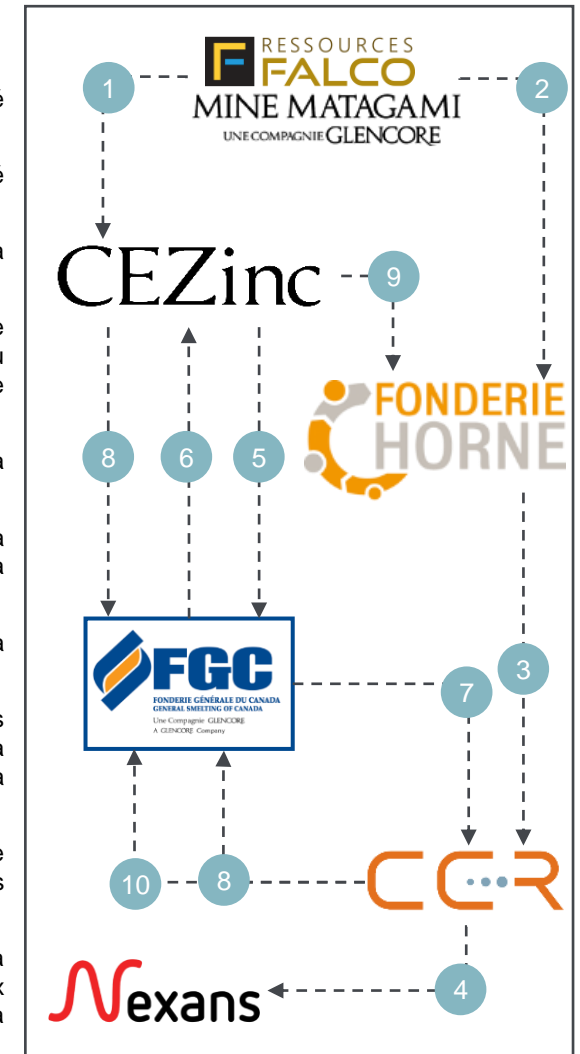 RESSOURCES
FALCO
MINE MATAGAMI
UNE COMPAGNIE GLENCORE
1
2
CEZinc
9
FONDERIE
HORNE
8
6
5
FGC
FONDERIE GÉNÉRALE DU CANADA
GENERAL SMELTING OF CANADA
Une Compagnie GLENCORE
A GLENCORE Company
7
3
10
8
CCR
Nexans
4